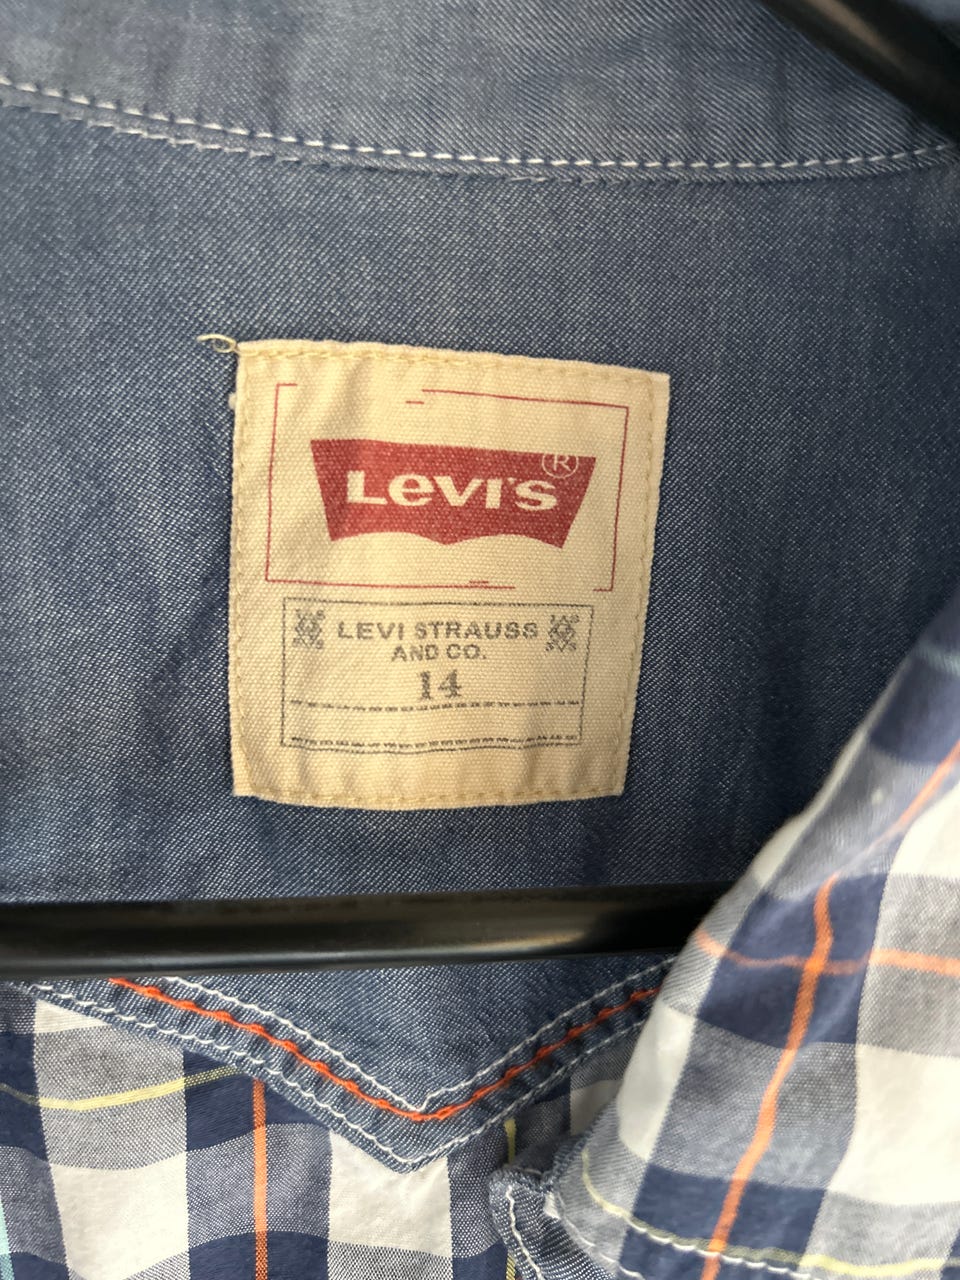 LEVI'S®
LEVI STRAUSS
AND CO.
14